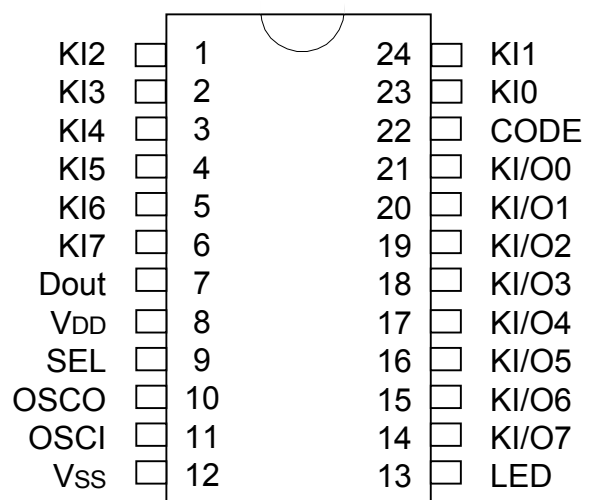 KI2 1 24 KI1
KI3 2 23 KI0
KI4 3 22 CODE
KI5 4 21 KI/O0
KI6 5 20 KI/O1
KI7 6 19 KI/O2
Dout 7 18 KI/O3
VDD 8 17 KI/O4
SEL 9 16 KI/O5
OSCO 10 15 KI/O6
OSCI 11 14 KI/O7
VSS 12 13 LED